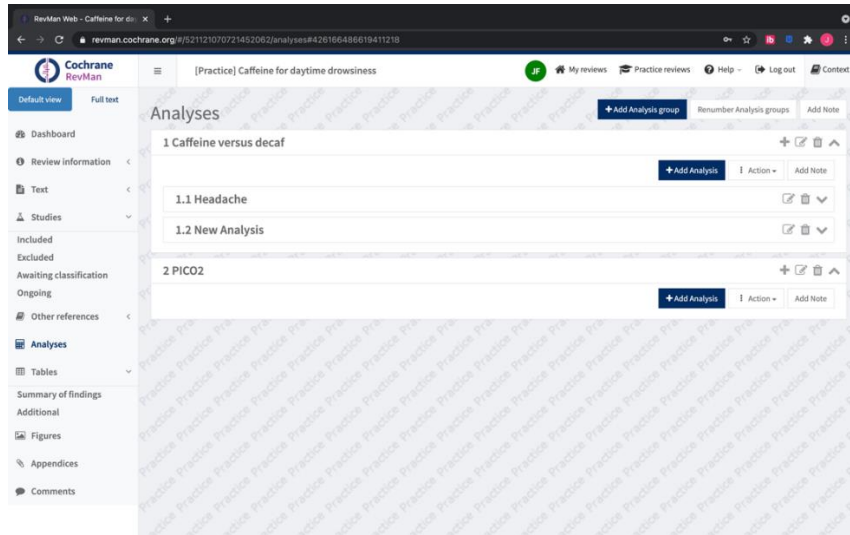 RevMan Web - Caffeine for day
revman.cochrane.org/#/521121070721452062/analyses#426166486619411218
Cochrane
RevMan
[Practice] Caffeine for daytime drowsiness
JF
My reviews
Practice reviews
Help
Log out
Context
Default view
Full text
Dashboard
Review information
Text
Studies
Included
Excluded
Awaiting classification
Ongoing
Other references
Analyses
Tables
Summary of findings
Additional
Figures
Appendices
Comments
Analyses
+ Add Analysis group
Renumber Analysis groups
Add Note
1 Caffeine versus decaf
+ Add Analysis
Action
Add Note
1.1 Headache
1.2 New Analysis
2 PICO2
+ Add Analysis
Action
Add Note
Practice